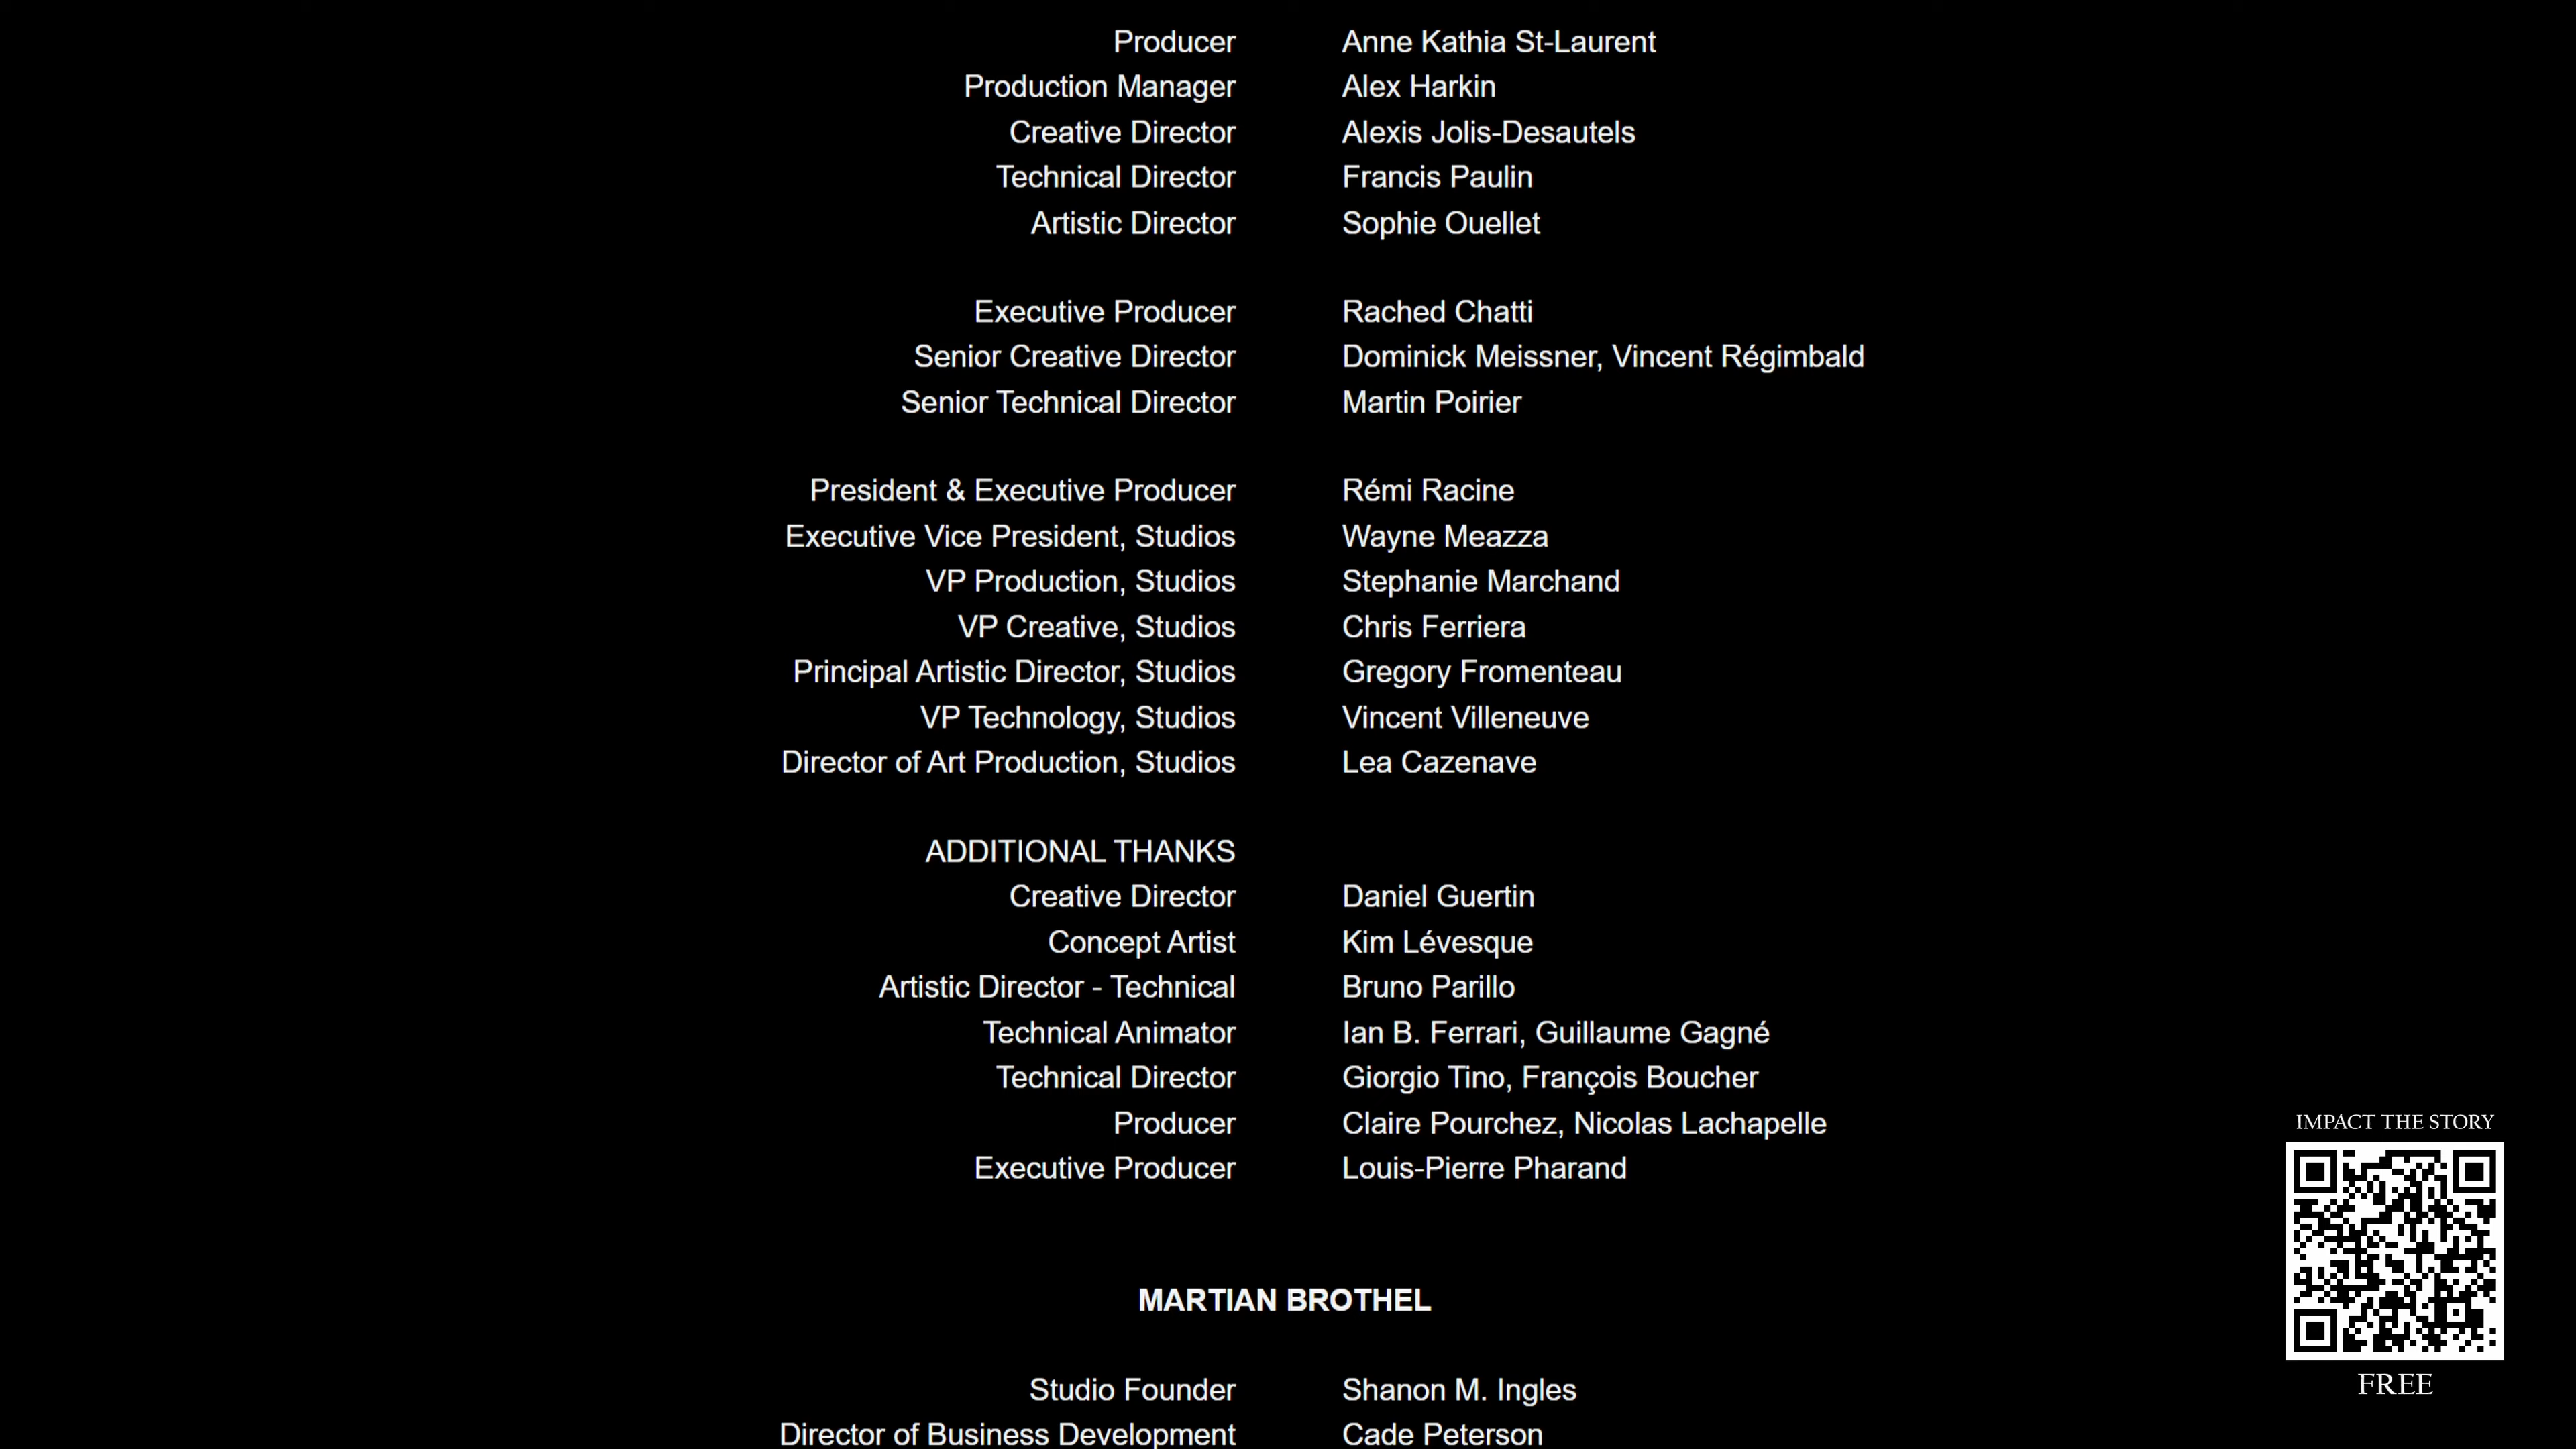 Producer Anne Kathia St-Laurent
Production Manager Alex Harkin
Creative Director Alexis Jolis-Desautels
Technical Director Francis Paulin
Artistic Director Sophie Ouellet
Executive Producer Rached Chatti
Senior Creative Director Dominick Meissner, Vincent Régimbald
Senior Technical Director Martin Poirier
President & Executive Producer Rémi Racine
Executive Vice President, Studios Wayne Meazza
VP Production, Studios Stephanie Marchand
VP Creative, Studios Chris Ferriera
Principal Artistic Director, Studios Gregory Fromenteau
VP Technology, Studios Vincent Villeneuve
Director of Art Production, Studios Lea Cazenave
ADDITIONAL THANKS
Creative Director Daniel Guertin
Concept Artist Kim Lévesque
Artistic Director - Technical Bruno Parillo
Technical Animator Ian B. Ferrari, Guillaume Gagné
Technical Director Giorgio Tino, François Boucher
Producer Claire Pourchez, Nicolas Lachapelle
Executive Producer Louis-Pierre Pharand
MARTIAN BROTHEL
Studio Founder Shanon M. Ingles
Director of Business Development Cade Peterson
IMPACT THE STORY
FREE